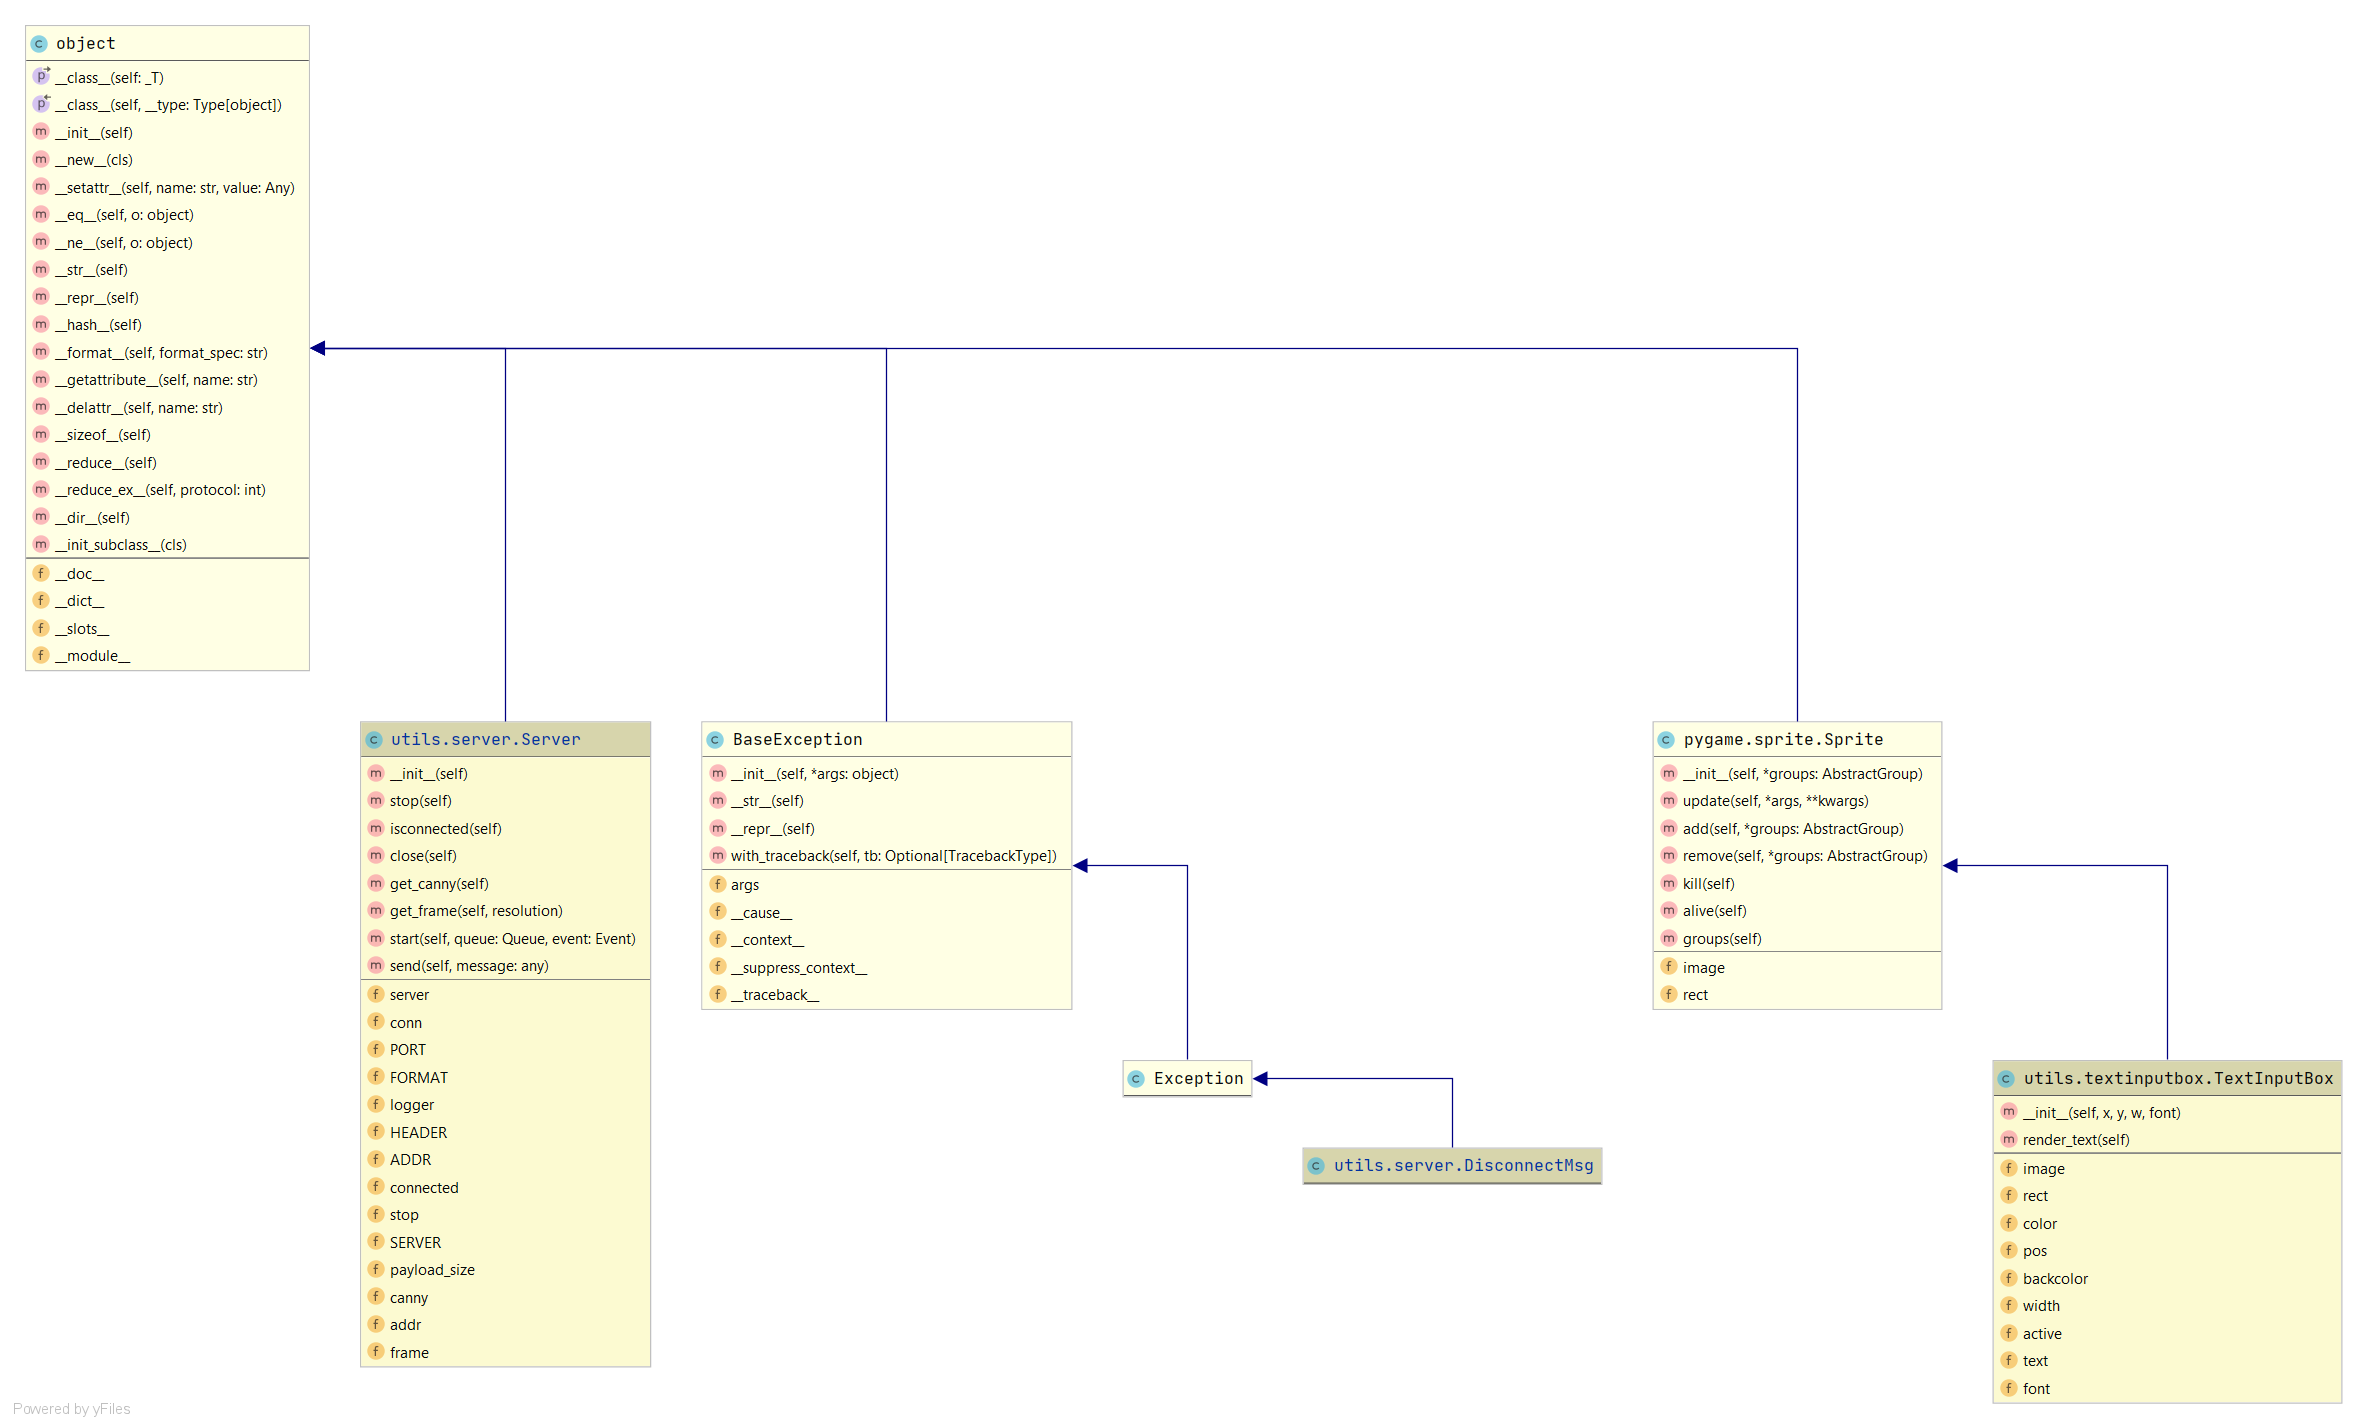 object
__class__(self: _T)
__class__(self, __type: Type[object])
__init__(self)
__new__(cls)
__setattr__(self, name: str, value: Any)
__eq__(self, o: object)
__ne__(self, o: object)
__str__(self)
__repr__(self)
__hash__(self)
__format__(self, format_spec: str)
__getattribute__(self, name: str)
__delattr__(self, name: str)
__sizeof__(self)
__reduce__(self)
__reduce_ex__(self, protocol: int)
__dir__(self)
__init_subclass__(cls)
__doc__
__dict__
__slots__
__module__
utils.server.Server
__init__(self)
stop(self)
isconnected(self)
close(self)
get_canny(self)
get_frame(self, resolution)
start(self, queue: Queue, event: Event)
send(self, message: any)
server
conn
PORT
FORMAT
logger
HEADER
ADDR
connected
stop
SERVER
payload_size
canny
addr
frame
BaseException
__init__(self, *args: object)
__str__(self)
__repr__(self)
with_traceback(self, tb: Optional[TracebackType])
args
__cause__
__context__
__suppress_context__
__traceback__
Exception
utils.server.DisconnectMsg
pygame.sprite.Sprite
__init__(self, *groups: AbstractGroup)
update(self, *args, **kwargs)
add(self, *groups: AbstractGroup)
remove(self, *groups: AbstractGroup)
kill(self)
alive(self)
groups(self)
image
rect
utils.textinputbox.TextInputBox
__init__(self, x, y, w, font)
render_text(self)
image
rect
color
pos
backcolor
width
active
text
font
Powered by yFiles